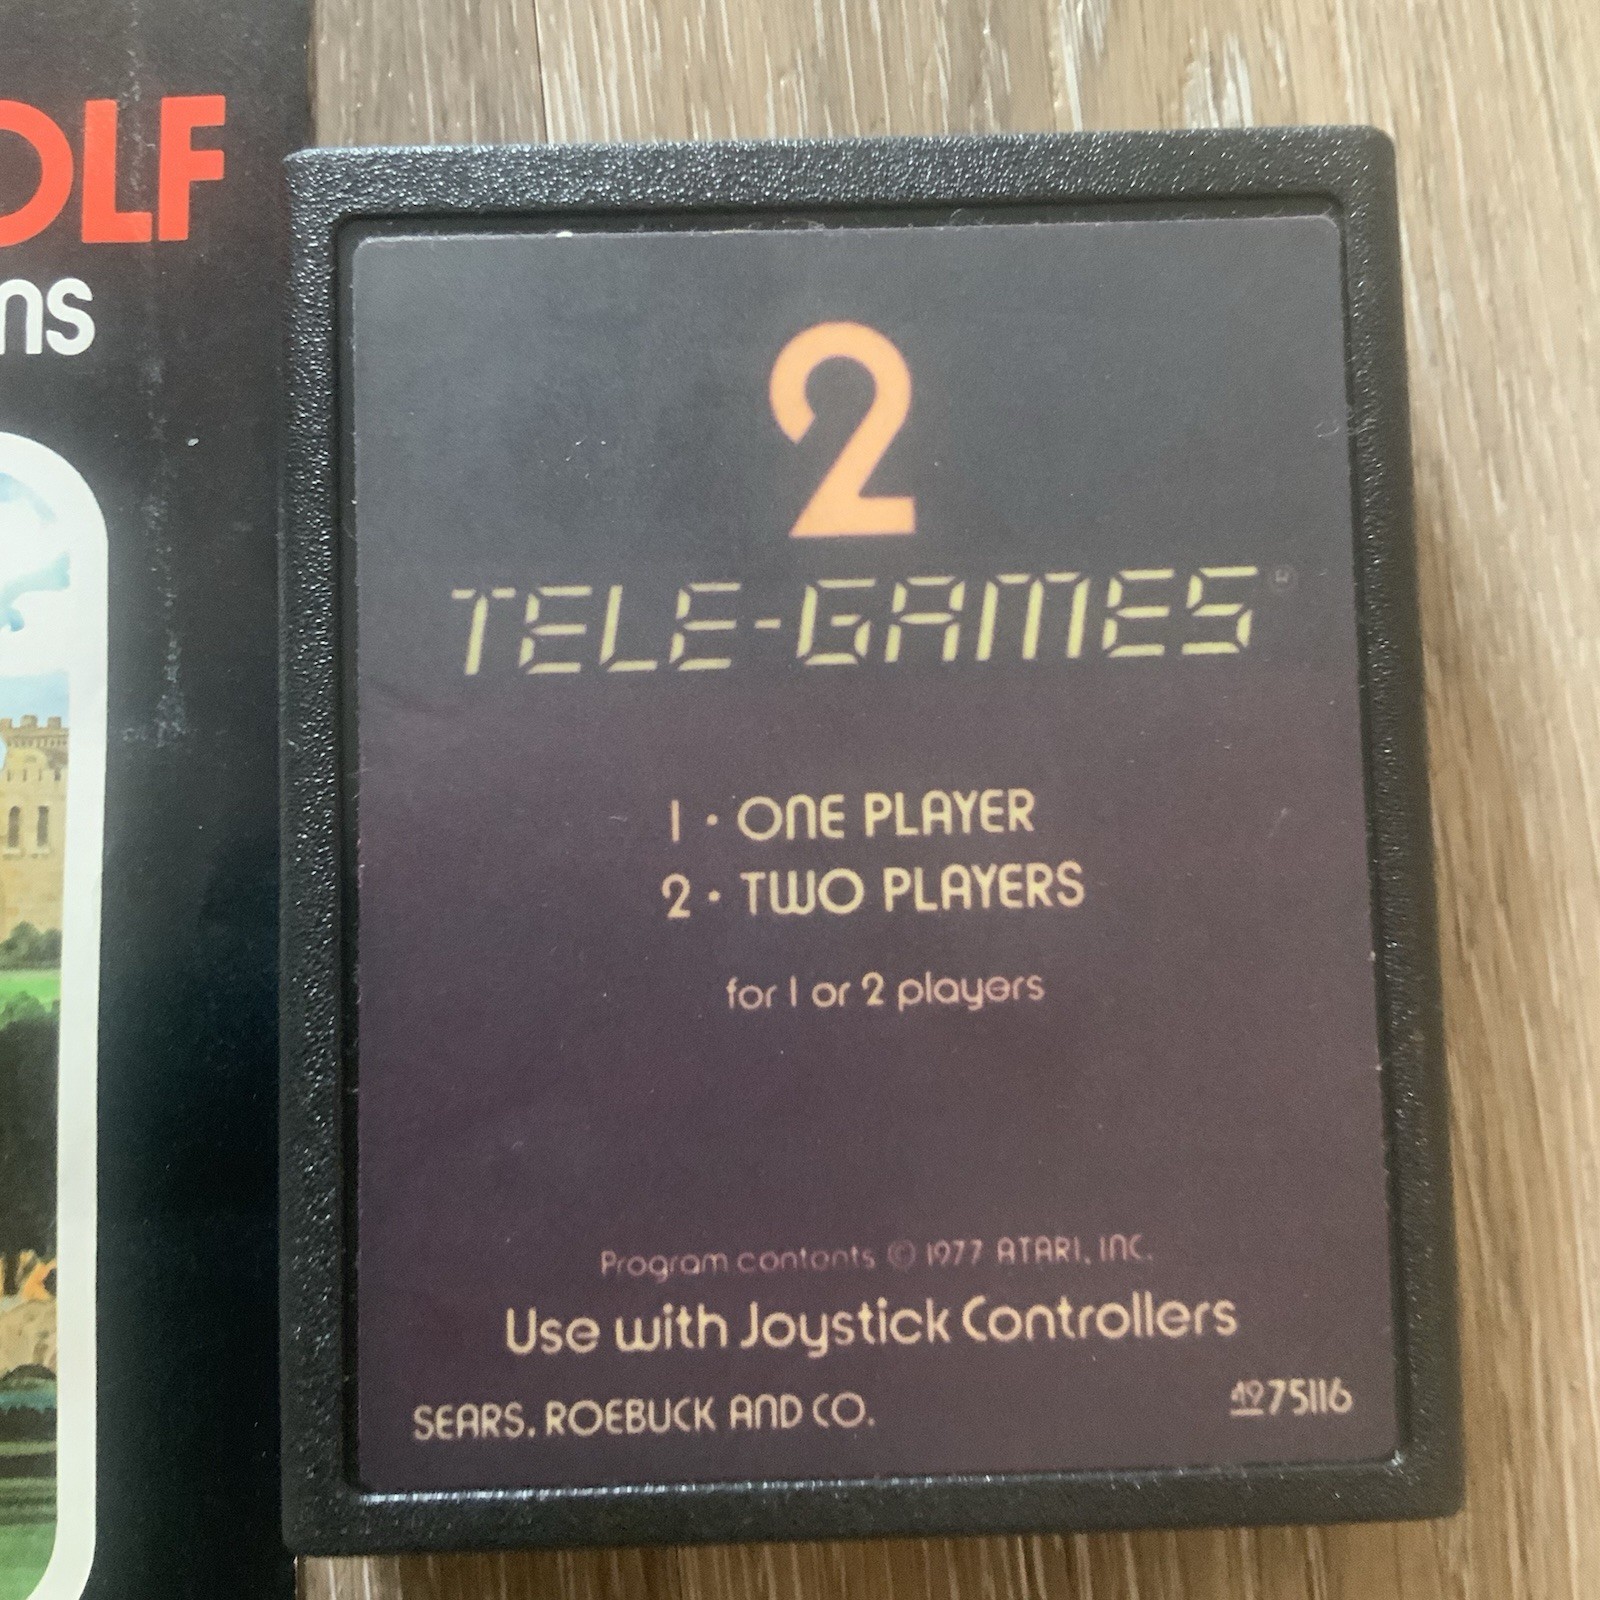 OLF
ns
2
TELE-GAMES®
1 · ONE PLAYER
2 · TWO PLAYERS
for 1 or 2 players
Program contents © 1977 ATARI, INC.
Use with Joystick Controllers
SEARS, ROEBUCK AND CO.
4975116